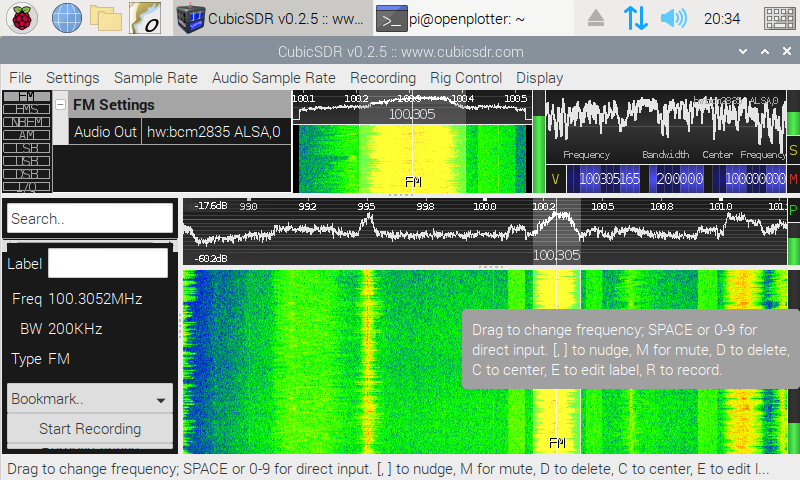 CubicSDR v0.2.5 :: ww...
pi@openplotter: ~
20:34
CubicSDR v0.2.5 :: www.cubicsdr.com
File Settings Sample Rate Audio Sample Rate Recording Rig Control Display
FM
FMS
NBFM
AM
LSB
USB
DSB
I/Q
FM Settings
Audio Out hw:bcm2835 ALSA,0
100.1 100.2 100.3 100.4 100.5
100.305
FM
hw:bcm2835 ALSA,0
Frequency Bandwidth Center Frequency
V 100305165 200000 100000000
S
M
P
Search..
Label
Freq 100.3052MHz
BW 200KHz
Type FM
Bookmark..
Start Recording
-17.6dB 99.0 99.2 99.5 99.8 100.0 100.2 100.5 100.8 101.0 101.
-60.2dB
100.305
Drag to change frequency; SPACE or 0-9 for
direct input. [, ] to nudge, M for mute, D to delete,
C to center, E to edit label, R to record.
FM
Drag to change frequency; SPACE or 0-9 for direct input. [, ] to nudge, M for mute, D to delete, C to center, E to edit l...